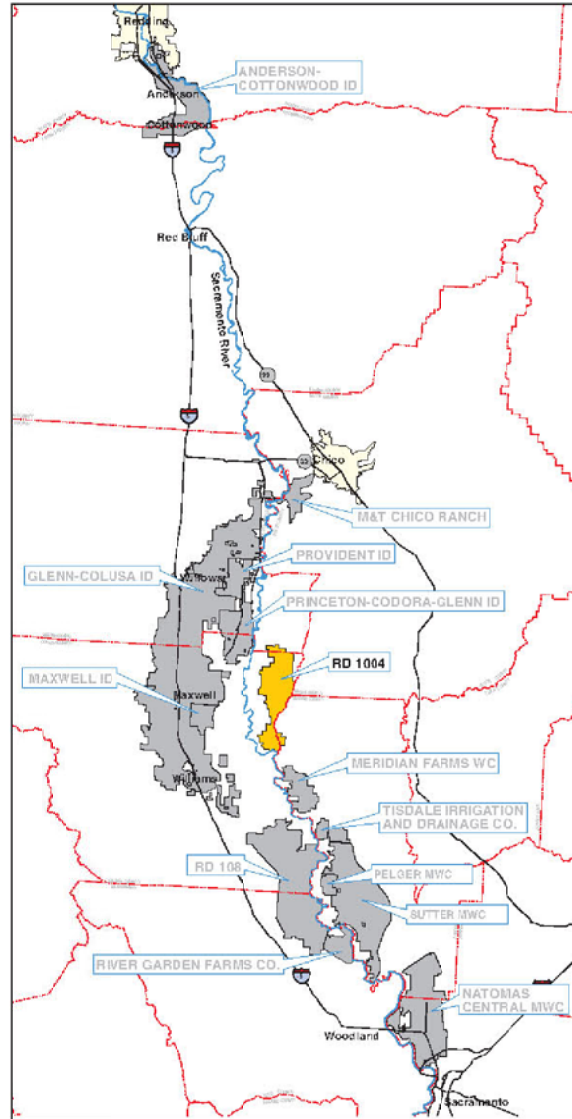 Redding
ANDERSON-
COTTONWOOD ID
Anderson
Cottonwood
Red Bluff
Sacramento River
99
Chico
M&T CHICO RANCH
PROVIDENT ID
GLENN-COLUSA ID
Willows
PRINCETON-CODORA-GLENN ID
RD 1004
MAXWELL ID
Maxwell
MERIDIAN FARMS WC
Williams
TISDALE IRRIGATION
AND DRAINAGE CO.
RD 108
PELGER MWC
SUTTER MWC
RIVER GARDEN FARMS CO.
NATOMAS
CENTRAL MWC
Woodland
Sacramento